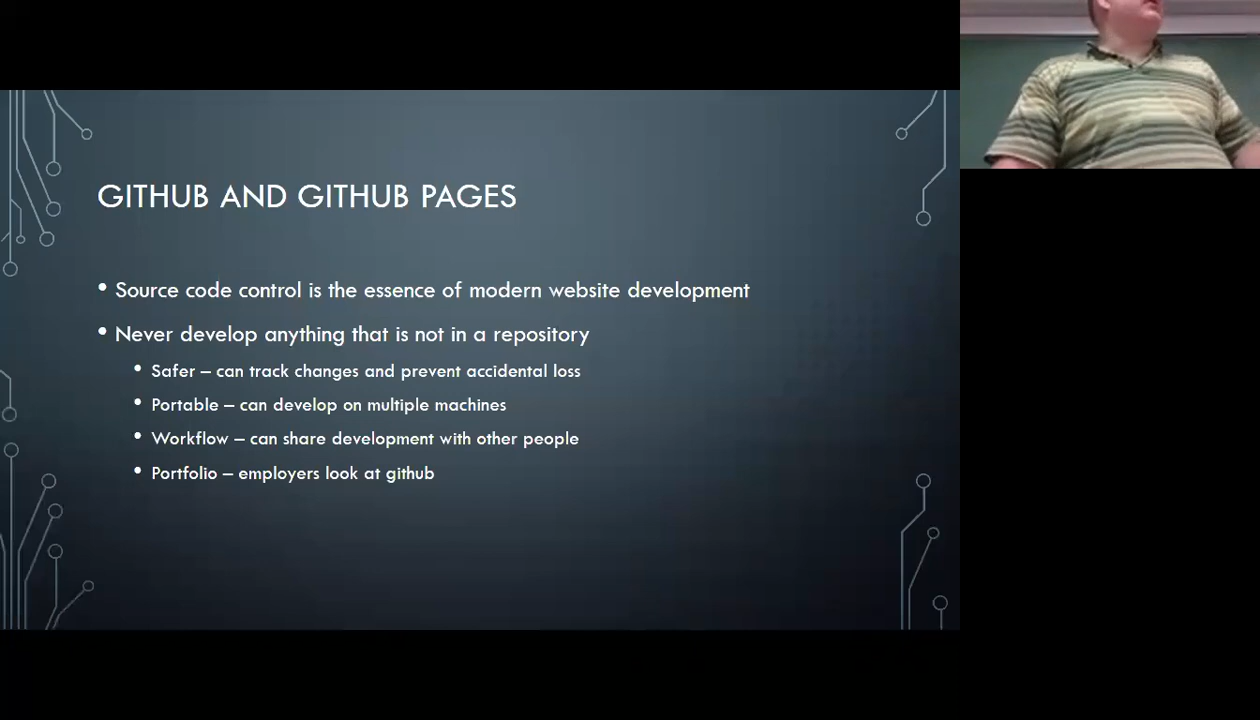 GITHUB AND GITHUB PAGES
• Source code control is the essence of modern website development
• Never develop anything that is not in a repository
• Safer – can track changes and prevent accidental loss
• Portable – can develop on multiple machines
• Workflow – can share development with other people
• Portfolio – employers look at github